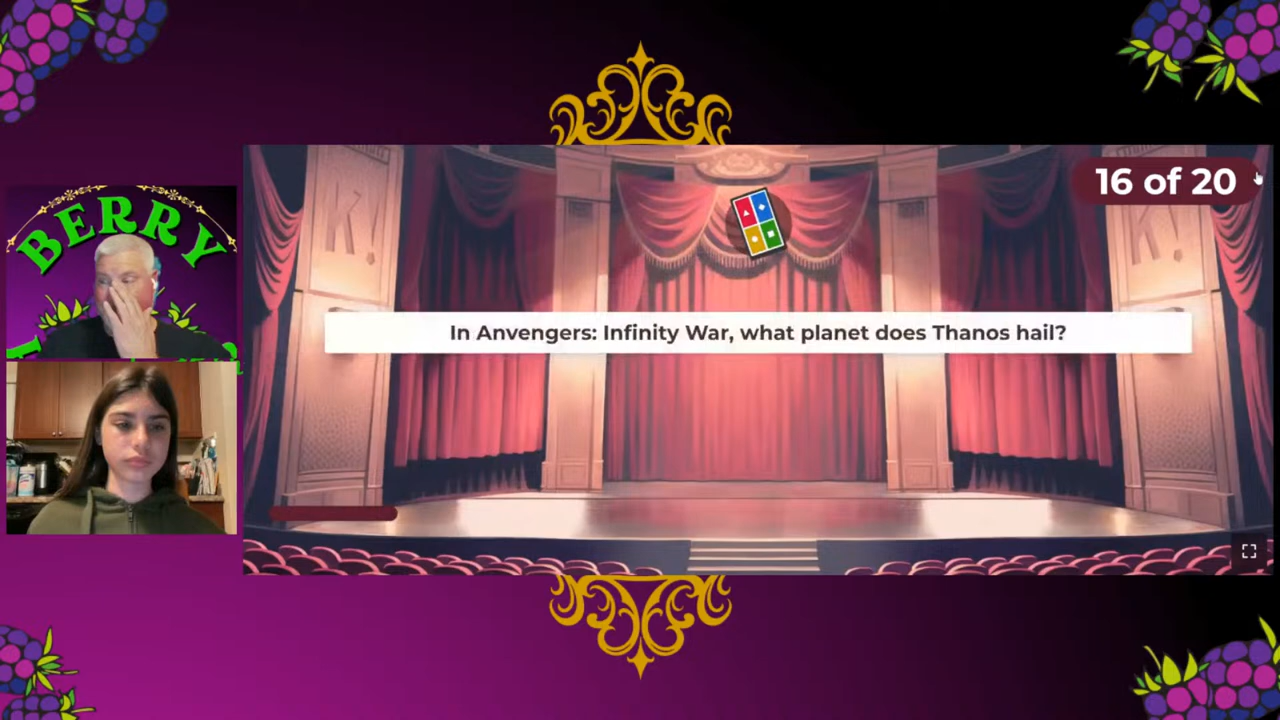 BERRY
16 of 20
K!
K!
In Anvengers: Infinity War, what planet does Thanos hail?